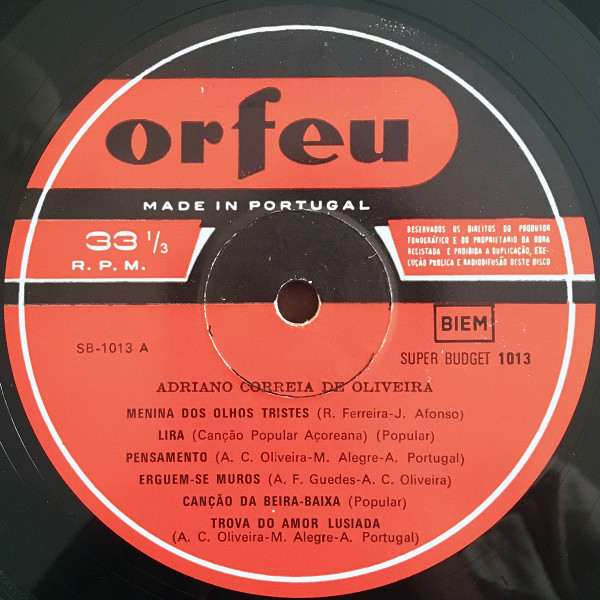 orfeu
MADE IN PORTUGAL
33 1/3
R. P. M.
RESERVADOS OS DIREITOS DO PRODUTOR
FONOGRÁFICO E DO PROPRIETARIO DA OBRA
REGISTADA E PROIBIDA A DUPLICAÇÃO, EXE-
CUÇÃO PUBLICA E RADIODIFUSÃO DESTE DISCO
BIEM
SB-1013 A
SUPER BUDGET 1013
ADRIANO CORREIA DE OLIVEIRA
MENINA DOS OLHOS TRISTES (R. Ferreira-J. Afonso)
LIRA (Canção Popular Açoreana) (Popular)
PENSAMENTO (A. C. Oliveira-M. Alegre-A. Portugal)
ERGUEM-SE MUROS (A. F. Guedes-A. C. Oliveira)
CANÇÃO DA BEIRA-BAIXA (Popular)
TROVA DO AMOR LUSIADA
(A. C. Oliveira-M. Alegre-A. Portugal)